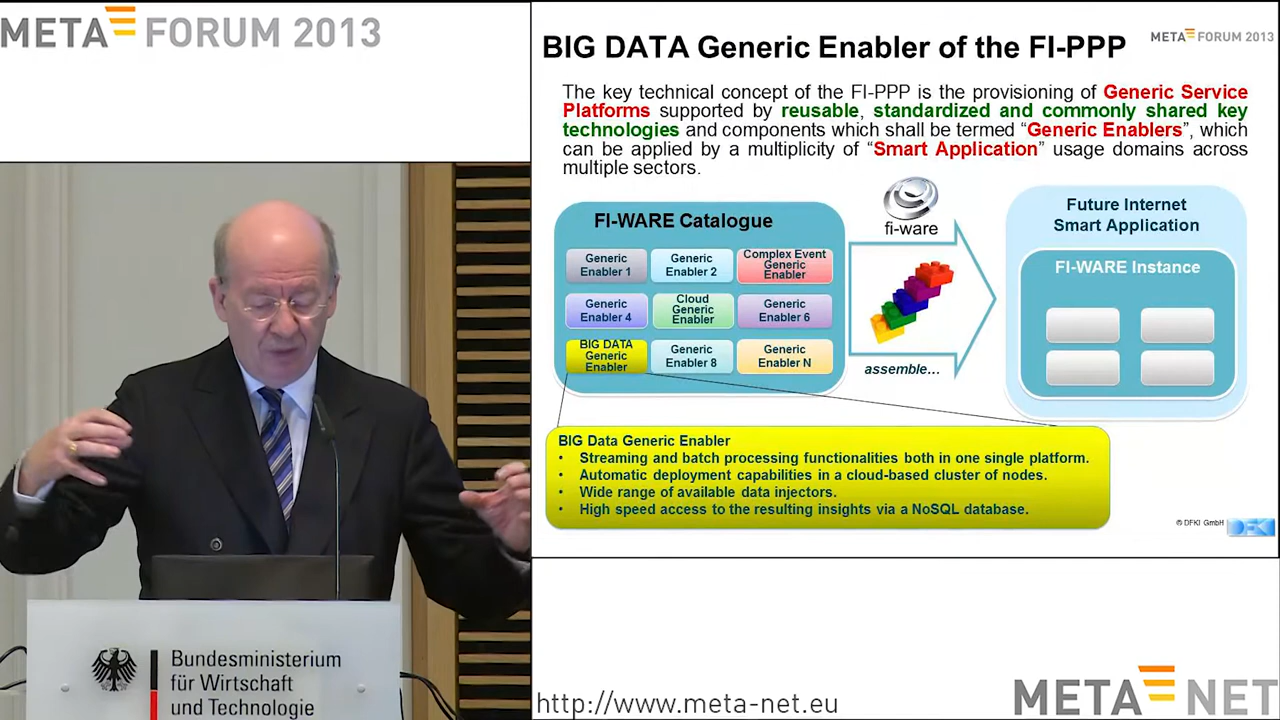 META FORUM 2013
Bundesministerium
für Wirtschaft
und Technologie
BIG DATA Generic Enabler of the FI-PPP
META FORUM 2013
The key technical concept of the FI-PPP is the provisioning of Generic Service
Platforms supported by reusable, standardized and commonly shared key
technologies and components which shall be termed “Generic Enablers”, which
can be applied by a multiplicity of “Smart Application” usage domains across
multiple sectors.
FI-WARE Catalogue
Generic
Enabler 1
Generic
Enabler 2
Complex Event
Generic
Enabler
Generic
Enabler 4
Cloud
Generic
Enabler
Generic
Enabler 6
BIG DATA
Generic
Enabler
Generic
Enabler 8
Generic
Enabler N
fi-ware
assemble…
Future Internet
Smart Application
FI-WARE Instance
BIG Data Generic Enabler
• Streaming and batch processing functionalities both in one single platform.
• Automatic deployment capabilities in a cloud-based cluster of nodes.
• Wide range of available data injectors.
• High speed access to the resulting insights via a NoSQL database.
© DFKI GmbH
DFKI
http://www.meta-net.eu
META NET